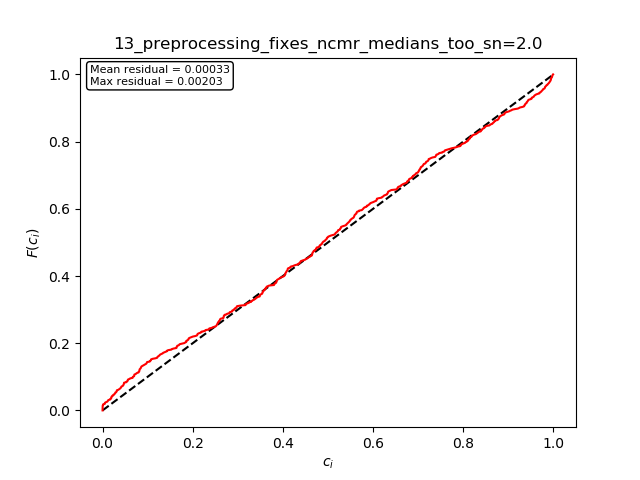 13_preprocessing_fixes_ncmr_medians_too_sn=2.0
Mean residual = 0.00033
Max residual = 0.00203
1.0
0.8
0.6
0.4
0.2
0.0
F(c_i)
0.0 0.2 0.4 0.6 0.8 1.0
c_i